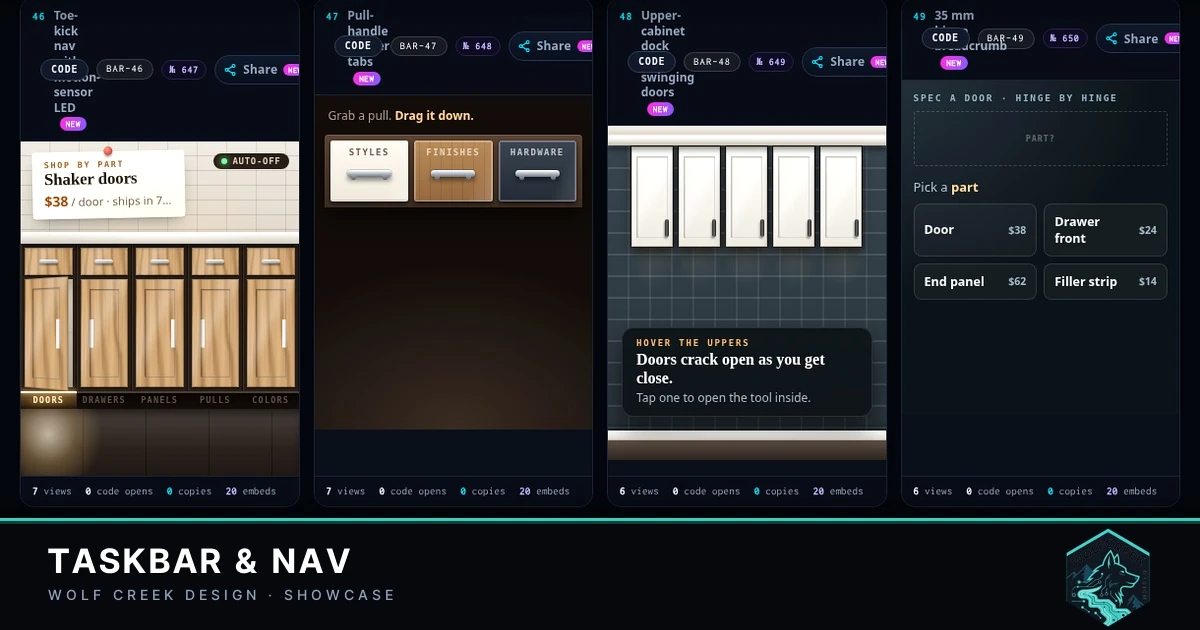 46
Toe-
kick
nav
LED
CODE
BAR-46
№ 647
Share
NEW
SHOP BY PART
Shaker doors
$38 / door · ships in 7…
AUTO-OFF
DOORS
DRAWERS
PANELS
PULLS
COLORS
7 views
0 code opens
0 copies
20 embeds
47
Pull-
handle
tabs
CODE
BAR-47
№ 648
Share
NEW
Grab a pull. Drag it down.
STYLES
FINISHES
HARDWARE
7 views
0 code opens
0 copies
20 embeds
48
Upper-
cabinet
dock
swinging
doors
CODE
BAR-48
№ 649
Share
NEW
HOVER THE UPPERS
Doors crack open as you get
close.
Tap one to open the tool inside.
6 views
0 code opens
0 copies
20 embeds
49
35 mm
breadcrumb
CODE
BAR-49
№ 650
Share
NEW
SPEC A DOOR · HINGE BY HINGE
PART?
Pick a part
Door $38
Drawer
front $24
End panel $62
Filler strip $14
6 views
0 code opens
0 copies
20 embeds
TASKBAR & NAV
WOLF CREEK DESIGN · SHOWCASE